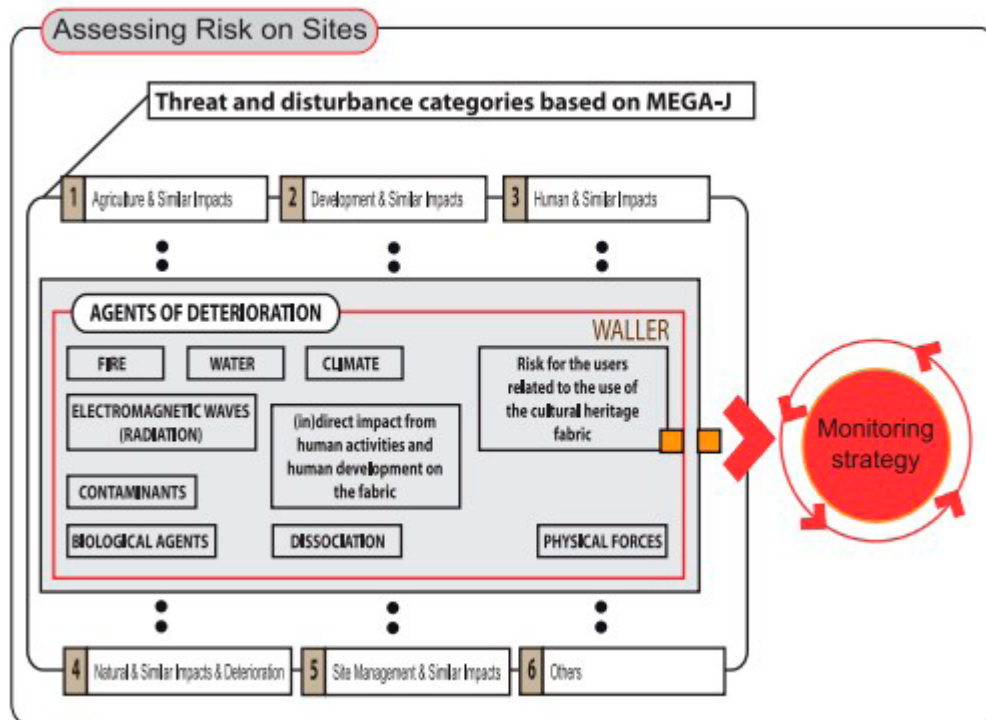 Assessing Risk on Sites
Threat and disturbance categories based on MEGA-J
1 Agriculture & Similar Impacts
2 Development & Similar Impacts
3 Human & Similar Impacts
AGENTS OF DETERIORATION
WALLER
FIRE
WATER
CLIMATE
Risk for the users
related to the use of
the cultural heritage
fabric
ELECTROMAGNETIC WAVES
(RADIATION)
(in)direct impact from
human activities and
human development on
the fabric
CONTAMINANTS
BIOLOGICAL AGENTS
DISSOCIATION
PHYSICAL FORCES
Monitoring
strategy
4 Natural & Similar Impacts & Deterioration
5 Site Management & Similar Impacts
6 Others